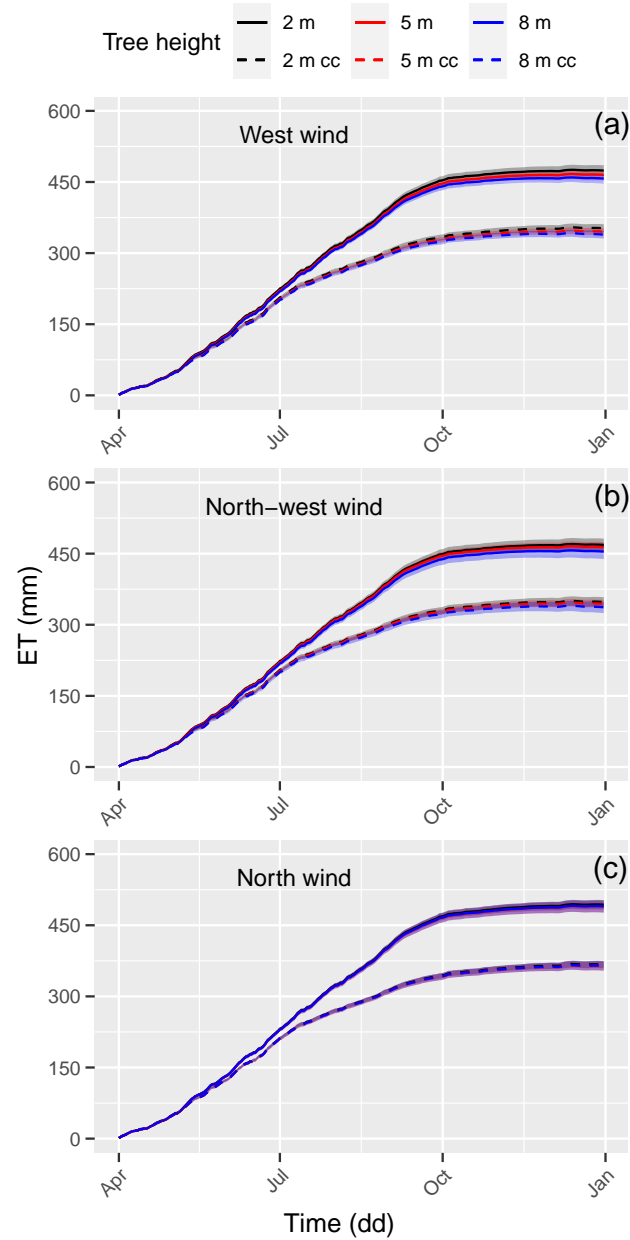 Tree height
2 m
5 m
8 m
2 m cc
5 m cc
8 m cc
(a)
West wind
600
450
300
150
0
Apr
Jul
Oct
Jan
(b)
North−west wind
600
450
300
150
0
Apr
Jul
Oct
Jan
ET (mm)
(c)
North wind
600
450
300
150
0
Apr
Jul
Oct
Jan
Time (dd)